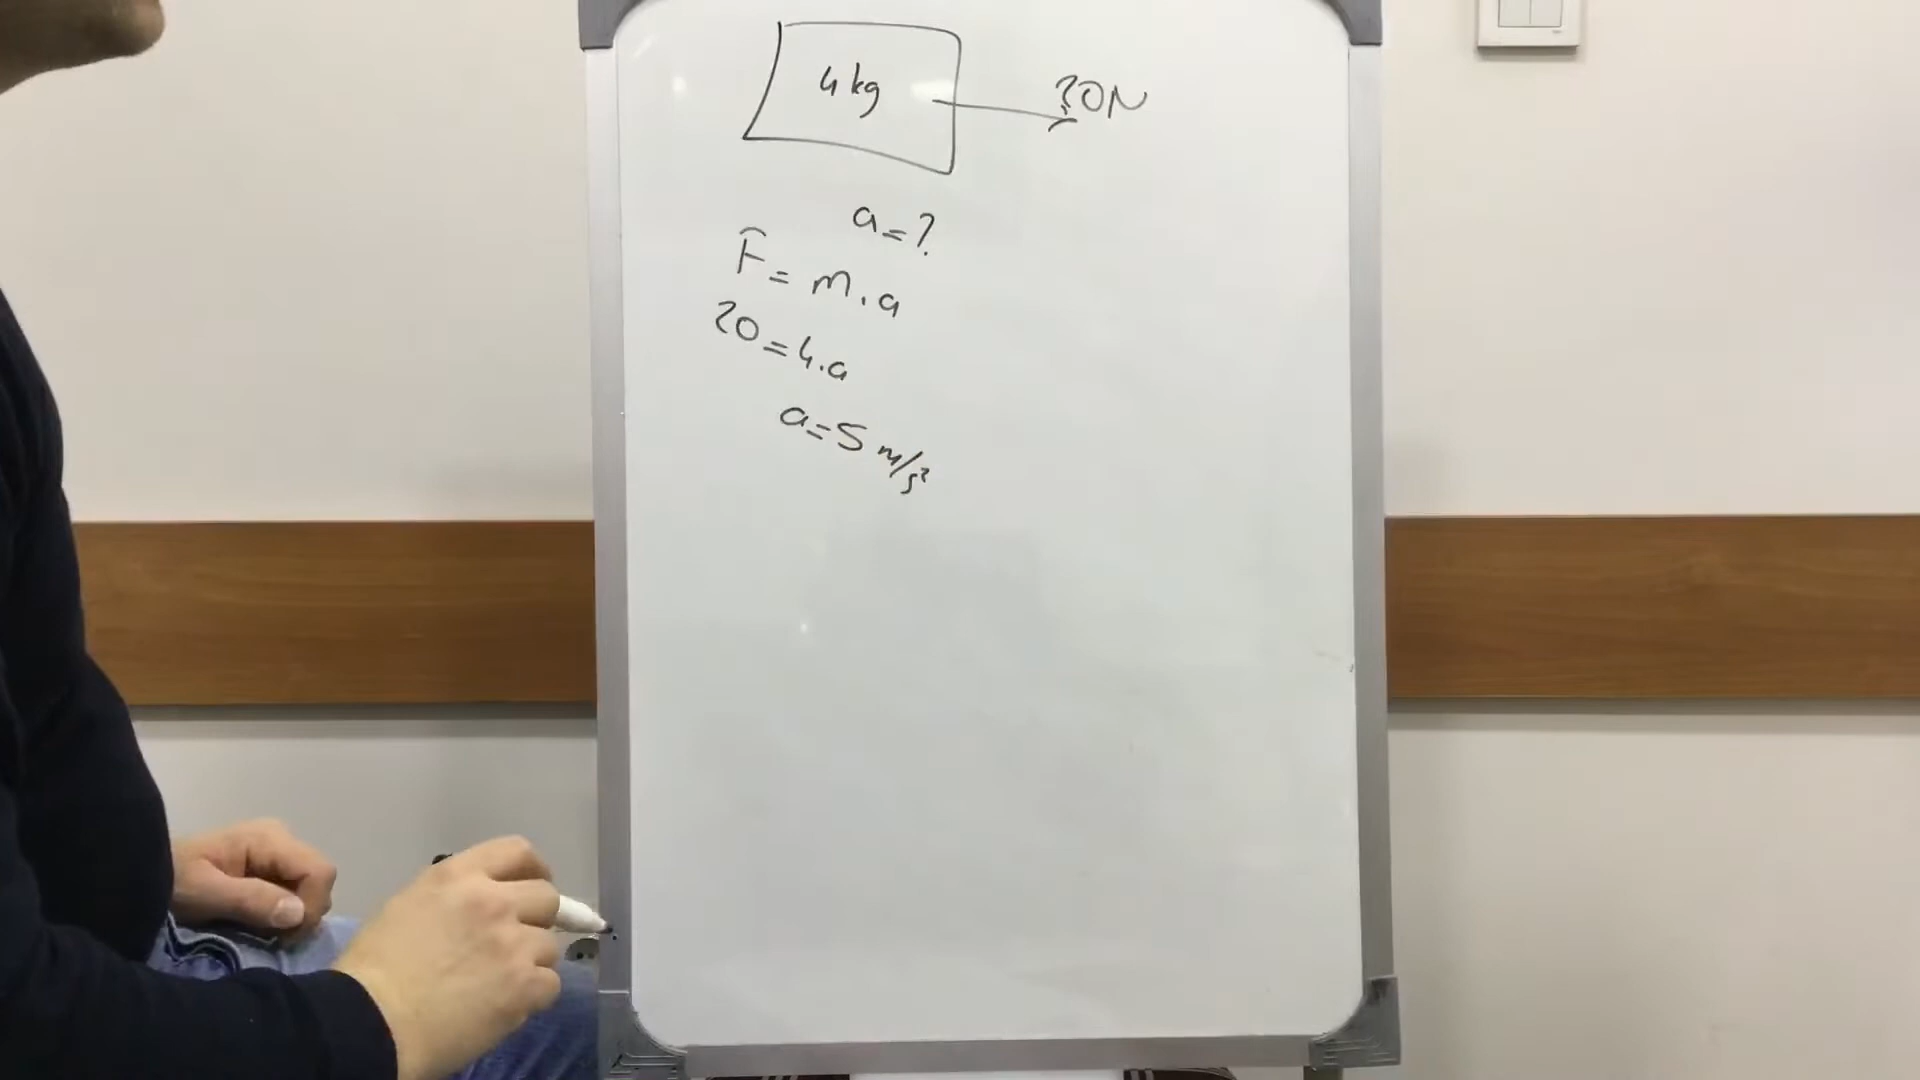 4 kg
20N
a = ?
F = m . a
20 = 4 . a
a = 5 m/s²